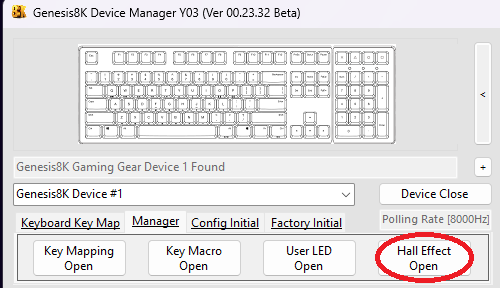 Genesis8K Device Manager Y03 (Ver 00.23.32 Beta)
<
Genesis8K Gaming Gear Device 1 Found
+
Genesis8K Device #1
Device Close
Keyboard Key Map
Manager
Config Initial
Factory Initial
Polling Rate [8000Hz]
Key Mapping
Open
Key Macro
Open
User LED
Open
Hall Effect
Open